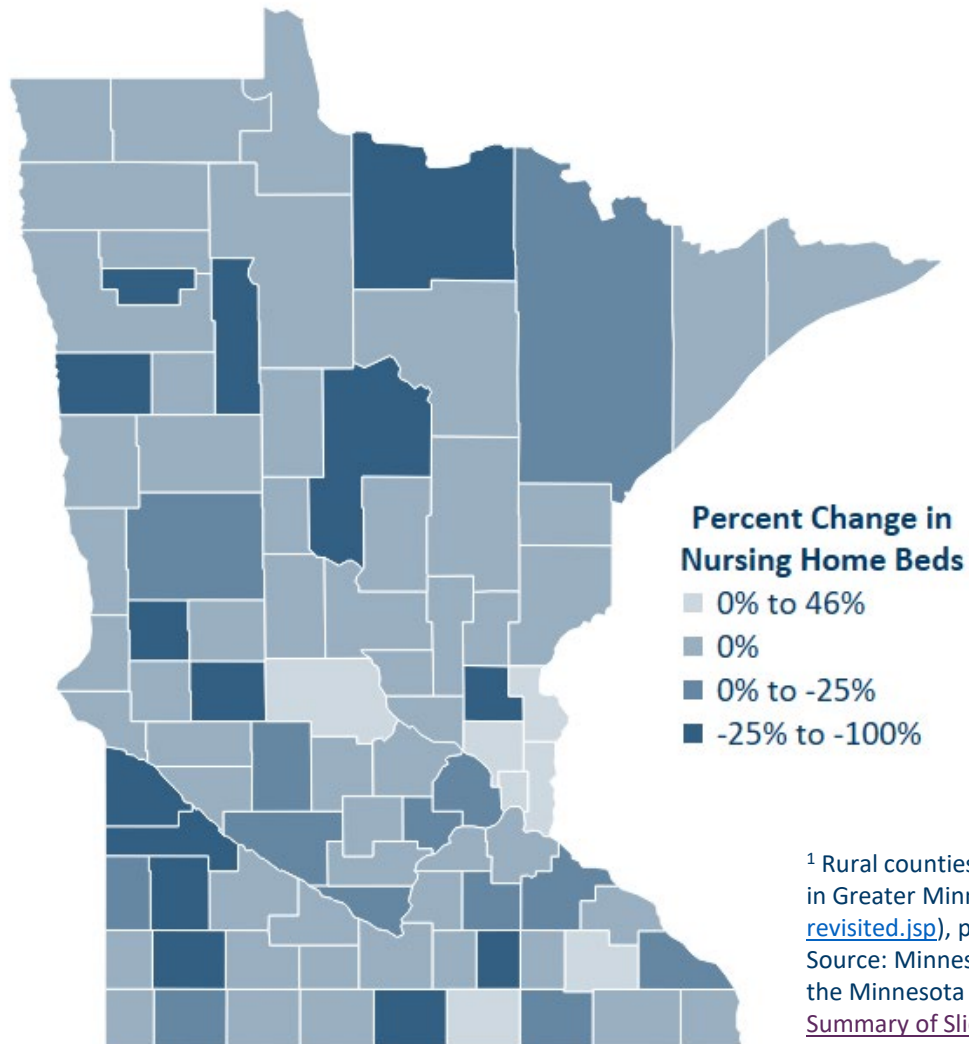 Percent Change in
Nursing Home Beds
0% to 46%
0%
0% to -25%
-25% to -100%
¹ Rural counties
in Greater Minn
revisited.jsp), p
Source: Minnes
the Minnesota
Summary of Slid